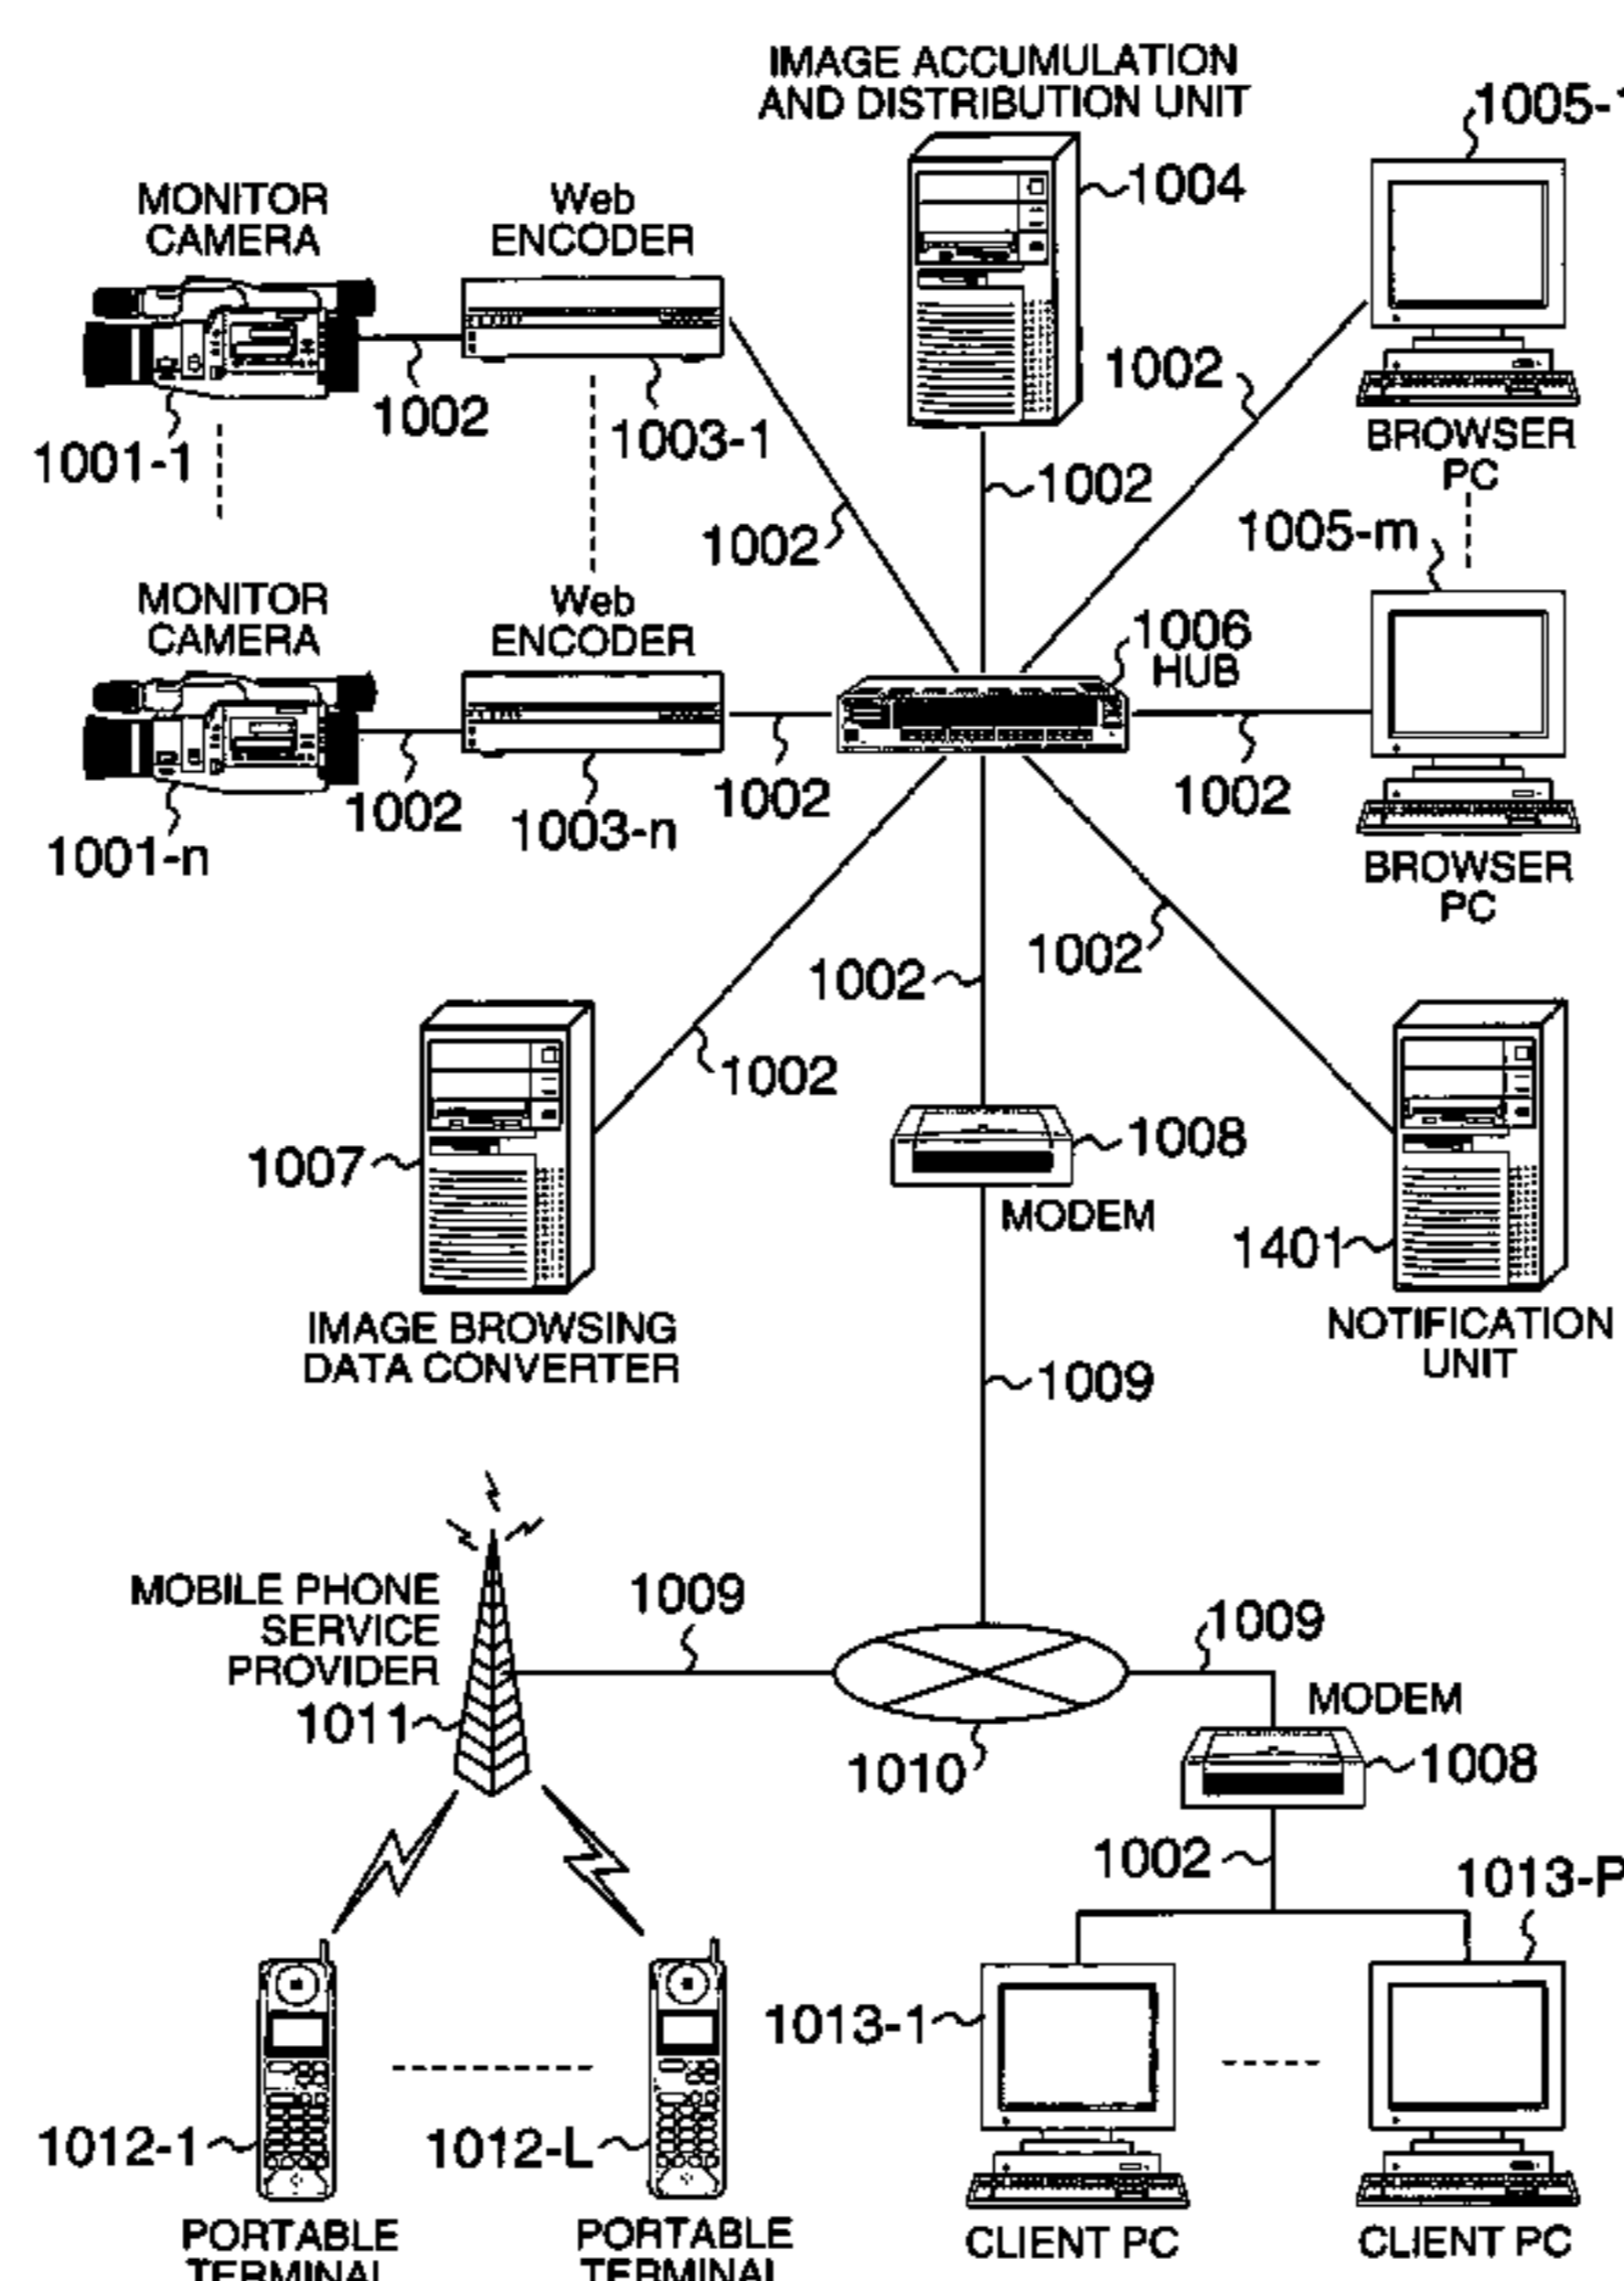 IMAGE ACCUMULATION
AND DISTRIBUTION UNIT
1005-1
1004
MONITOR
CAMERA
Web
ENCODER
1002
1003-1
1001-1
1002
1002
1002
BROWSER
PC
1005-m
MONITOR
CAMERA
Web
ENCODER
1006
HUB
1002
1003-n
1001-n
1002
1002
BROWSER
PC
1002
1002
1002
1007
1008
MODEM
1401
IMAGE BROWSING
DATA CONVERTER
NOTIFICATION
UNIT
1009
MOBILE PHONE
SERVICE
PROVIDER
1011
1009
1009
1010
MODEM
1008
1002
1013-P
1013-1
1012-1
1012-L
PORTABLE
TERMINAL
PORTABLE
TERMINAL
CLIENT PC
CLIENT PC